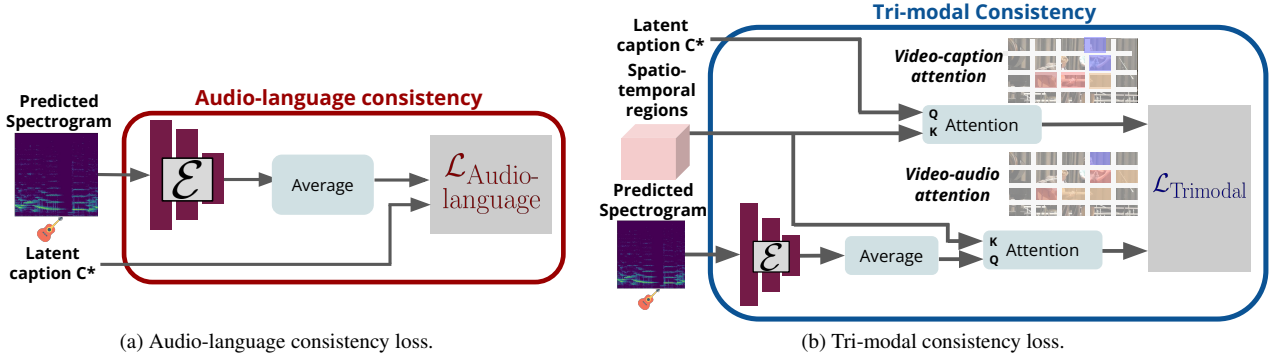 Audio-language consistency
Predicted
Spectrogram
ℰ
Average
ℒAudio-
language
Latent
caption C*
(a) Audio-language consistency loss.
Tri-modal Consistency
Latent
caption C*
Spatio-
temporal
regions
Video-caption
attention
Q
K
Attention
Video-audio
attention
ℒTrimodal
Predicted
Spectrogram
ℰ
Average
K
Q
Attention
(b) Tri-modal consistency loss.